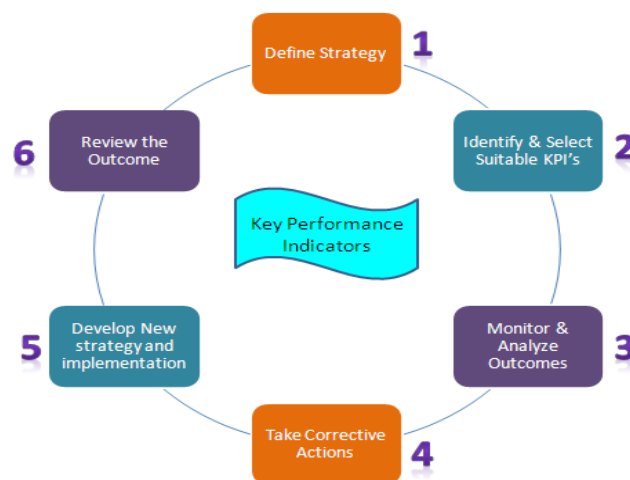 Define Strategy
1
Identify & Select
Suitable KPI's
2
Monitor &
Analyze
Outcomes
3
Take Corrective
Actions
4
Develop New
strategy and
implementation
5
Review the
Outcome
6
Key Performance
Indicators